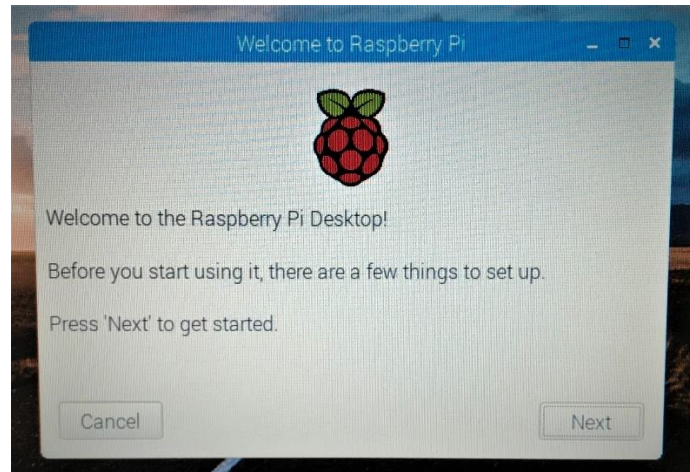 Welcome to Raspberry Pi
Welcome to the Raspberry Pi Desktop!
Before you start using it, there are a few things to set up.
Press 'Next' to get started.
Cancel
Next